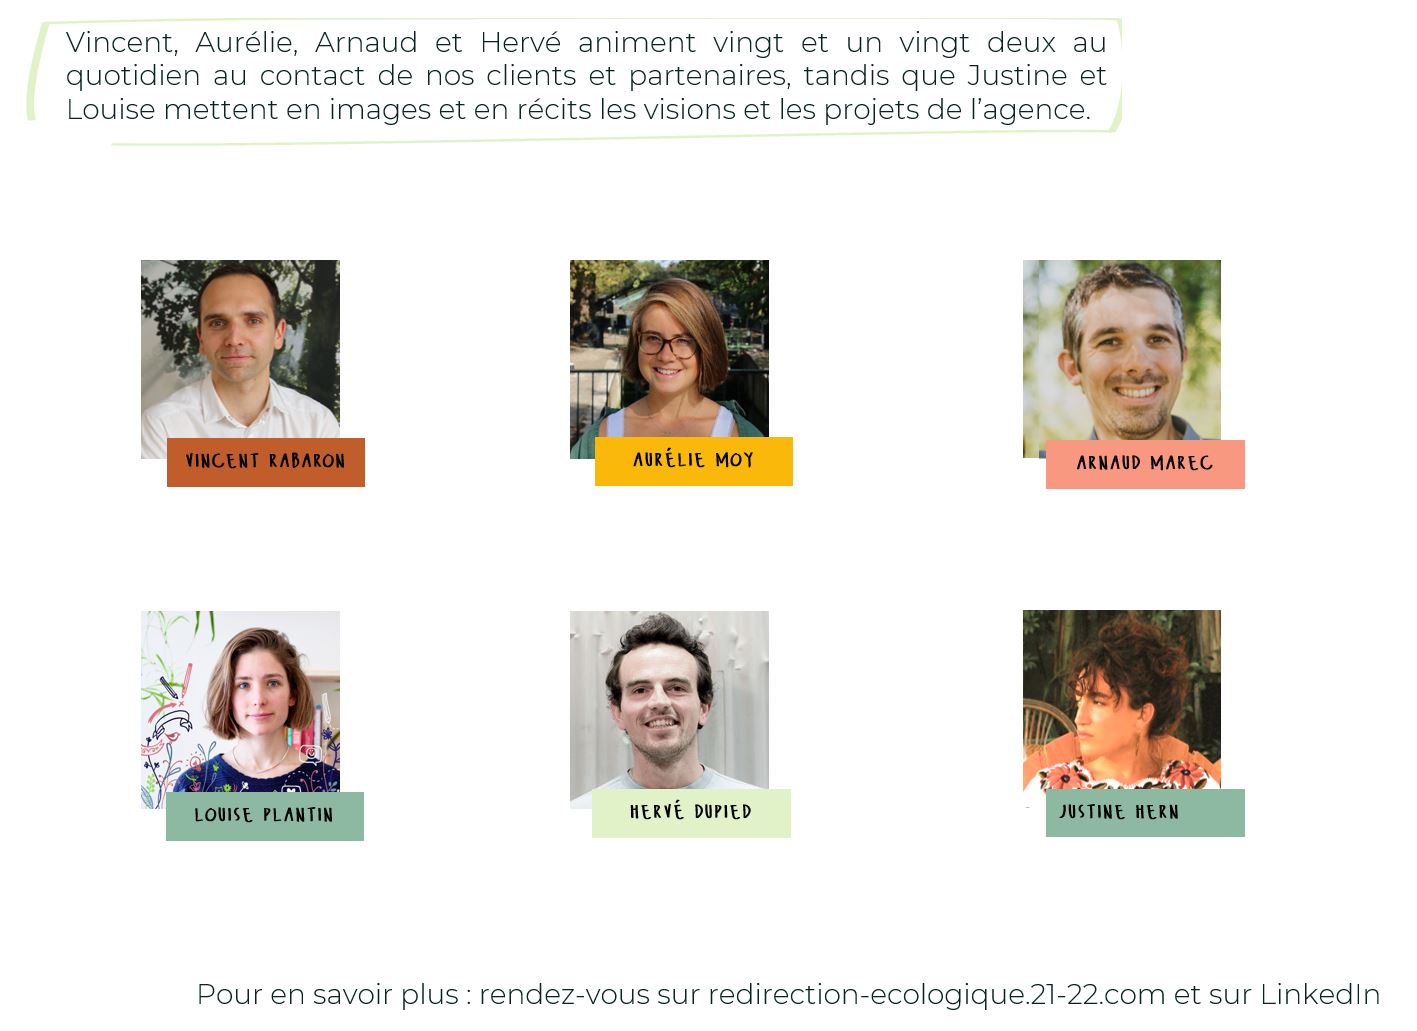 Vincent, Aurélie, Arnaud et Hervé animent vingt et un vingt deux au
quotidien au contact de nos clients et partenaires, tandis que Justine et
Louise mettent en images et en récits les visions et les projets de l’agence.
VINCENT RABARON
AURÉLIE MOY
ARNAUD MAREC
LOUISE PLANTIN
HERVÉ DUPIED
JUSTINE HERN
Pour en savoir plus : rendez-vous sur redirection-ecologique.21-22.com et sur LinkedIn